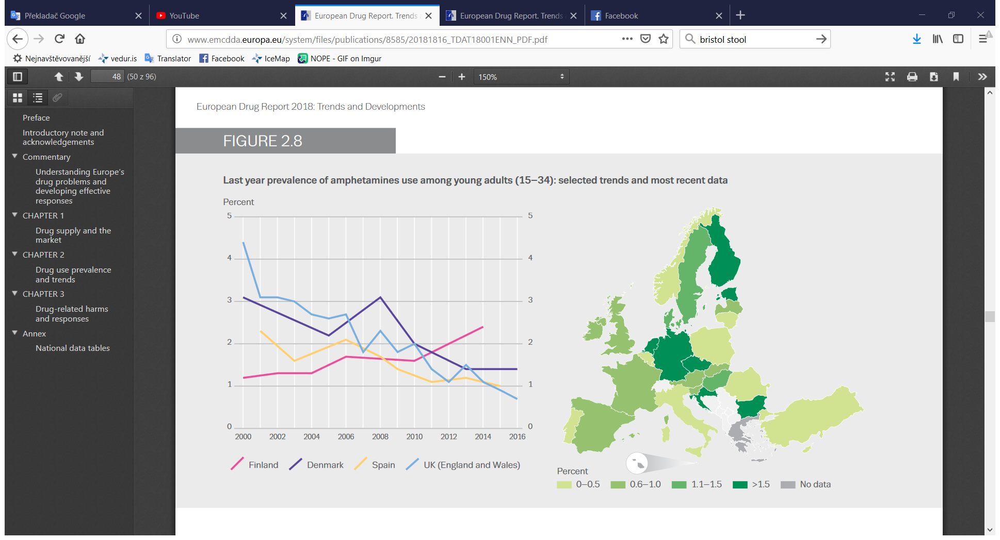 Překladač Google
YouTube
European Drug Report. Trends
European Drug Report. Trends
Facebook
www.emcdda.europa.eu/system/files/publications/8585/20181816_TDAT18001ENN_PDF.pdf
bristol stool
Nejnavštěvovanější
vedur.is
Translator
Facebook
IceMap
NOPE - GIF on Imgur
48 (50 z 96)
150%
Preface
Introductory note and
acknowledgements
Commentary
Understanding Europe's
drug problems and
developing effective
responses
CHAPTER 1
Drug supply and the
market
CHAPTER 2
Drug use prevalence
and trends
CHAPTER 3
Drug-related harms
and responses
Annex
National data tables
European Drug Report 2018: Trends and Developments
FIGURE 2.8
Last year prevalence of amphetamines use among young adults (15–34): selected trends and most recent data
Percent
5 5
4 4
3 3
2 2
1 1
0 0
2000 2002 2004 2006 2008 2010 2012 2014 2016
Finland Denmark Spain UK (England and Wales)
Percent
0–0.5 0.6–1.0 1.1–1.5 >1.5 No data